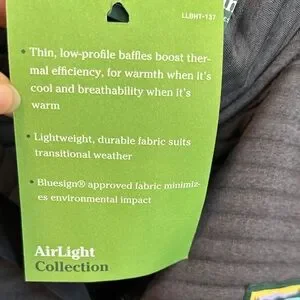 LLBHT-137
• Thin, low-profile baffles boost ther-
mal efficiency, for warmth when it's
cool and breathability when it's
warm
• Lightweight, durable fabric suits
transitional weather
• Bluesign® approved fabric minimiz-
es environmental impact
AirLight
Collection